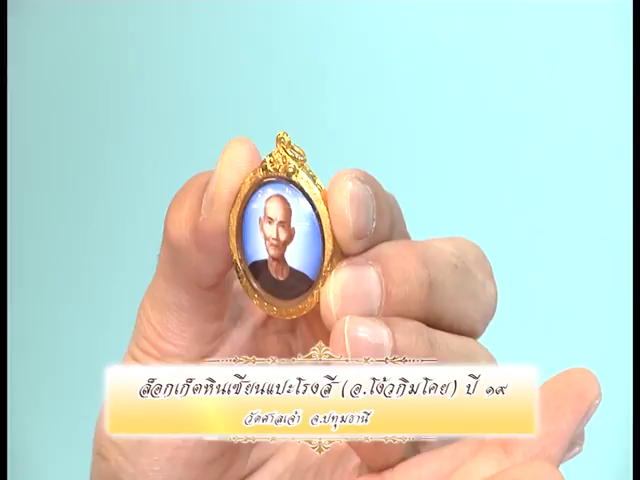 ล็อกเก็ตหินเซียนแปะโรงสี (อ.โง้วกิมโคย) ปี ๑๙
วัดศาลเจ้า จ.ปทุมธานี